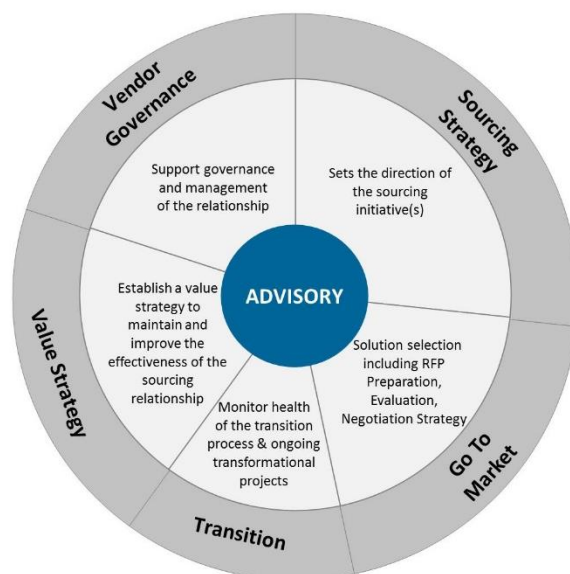 Vendor
Governance
Sourcing
Strategy
Support governance
and management
of the relationship
Sets the direction of
the sourcing
initiative(s)
ADVISORY
Establish a value
strategy to
maintain and
improve the
effectiveness of the
sourcing
relationship
Solution selection
including RFP
Preparation,
Evaluation,
Negotiation Strategy
Monitor health
of the transition
process & ongoing
transformational
projects
Value Strategy
Transition
Go To
Market